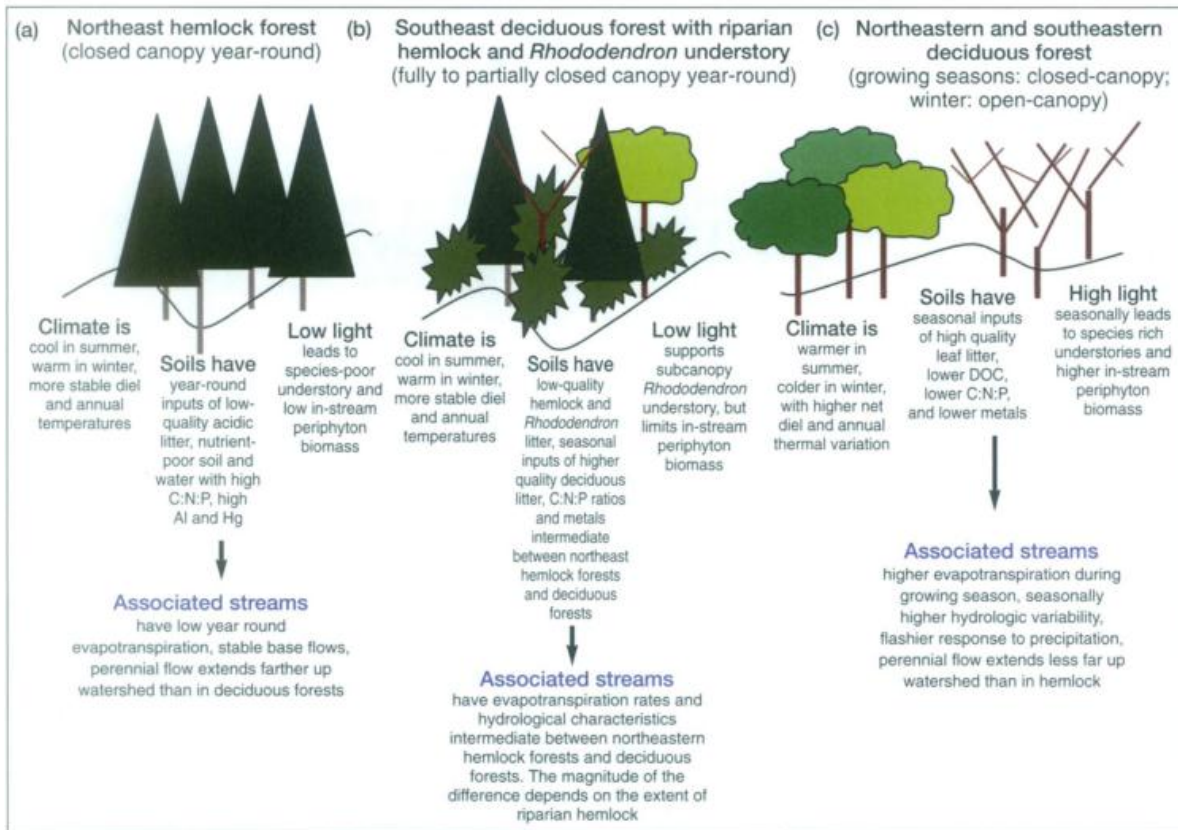 (a) Northeast hemlock forest
(closed canopy year-round)
Climate is
cool in summer,
warm in winter,
more stable diel
and annual
temperatures
Soils have
year-round
inputs of low-
quality acidic
litter, nutrient-
poor soil and
water with high
C:N:P, high
Al and Hg
Low light
leads to
species-poor
understory and
low in-stream
periphyton
biomass
Associated streams
have low year round
evapotranspiration, stable base flows,
perennial flow extends farther up
watershed than in deciduous forests
(b) Southeast deciduous forest with riparian
hemlock and Rhododendron understory
(fully to partially closed canopy year-round)
Climate is
cool in summer,
warm in winter,
more stable diel
and annual
temperatures
Soils have
low-quality
hemlock and
Rhododendron
litter, seasonal
inputs of higher
quality deciduous
litter, C:N:P ratios
and metals
intermediate
between northeast
hemlock forests
and deciduous
forests
Low light
supports
subcanopy
Rhododendron
understory, but
limits in-stream
periphyton
biomass
Associated streams
have evapotranspiration rates and
hydrological characteristics
intermediate between northeastern
hemlock forests and deciduous
forests. The magnitude of the
difference depends on the extent of
riparian hemlock
(c) Northeastern and southeastern
deciduous forest
(growing seasons: closed-canopy;
winter: open-canopy)
Climate is
warmer in
summer,
colder in winter,
with higher net
diel and annual
thermal variation
Soils have
seasonal inputs
of high quality
leaf litter,
lower DOC,
lower C:N:P,
and lower metals
High light
seasonally leads
to species rich
understories and
higher in-stream
periphyton
biomass
Associated streams
higher evapotranspiration during
growing season, seasonally
higher hydrologic variability,
flashier response to precipitation,
perennial flow extends less far up
watershed than in hemlock